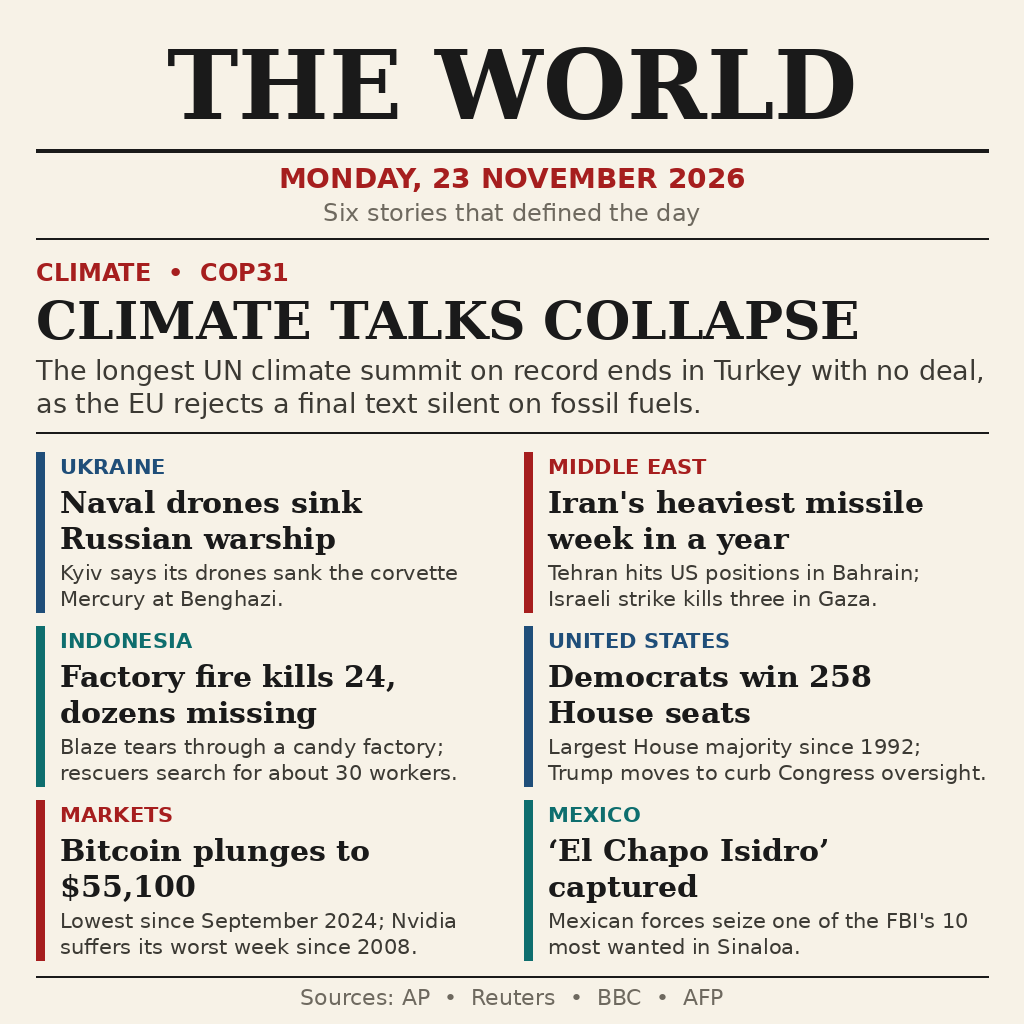 THE WORLD
MONDAY, 23 NOVEMBER 2026
Six stories that defined the day
CLIMATE • COP31
CLIMATE TALKS COLLAPSE
The longest UN climate summit on record ends in Turkey with no deal,
as the EU rejects a final text silent on fossil fuels.
UKRAINE
Naval drones sink
Russian warship
Kyiv says its drones sank the corvette
Mercury at Benghazi.
MIDDLE EAST
Iran's heaviest missile
week in a year
Tehran hits US positions in Bahrain;
Israeli strike kills three in Gaza.
INDONESIA
Factory fire kills 24,
dozens missing
Blaze tears through a candy factory;
rescuers search for about 30 workers.
UNITED STATES
Democrats win 258
House seats
Largest House majority since 1992;
Trump moves to curb Congress oversight.
MARKETS
Bitcoin plunges to
$55,100
Lowest since September 2024; Nvidia
suffers its worst week since 2008.
MEXICO
‘El Chapo Isidro’
captured
Mexican forces seize one of the FBI's 10
most wanted in Sinaloa.
Sources: AP • Reuters • BBC • AFP